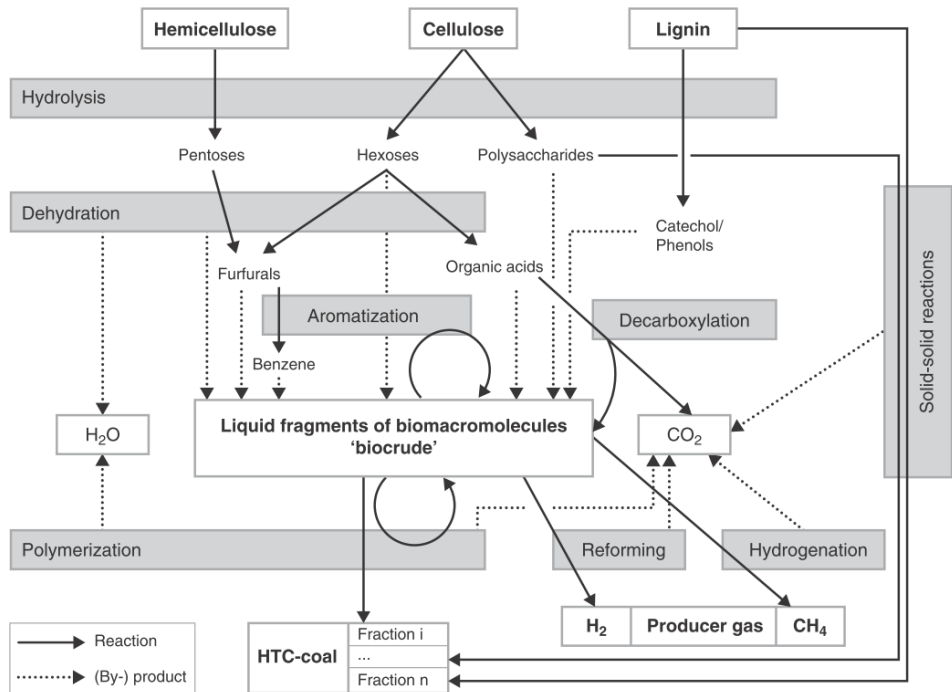 Hemicellulose
Cellulose
Lignin
Hydrolysis
Pentoses
Hexoses
Polysaccharides
Dehydration
Catechol/
Phenols
Furfurals
Organic acids
Aromatization
Decarboxylation
Solid-solid reactions
Benzene
Liquid fragments of biomacromolecules
‘biocrude’
H₂O
CO₂
Polymerization
Reforming
Hydrogenation
H₂
Producer gas
CH₄
Reaction
(By-) product
HTC-coal
Fraction i
...
Fraction n